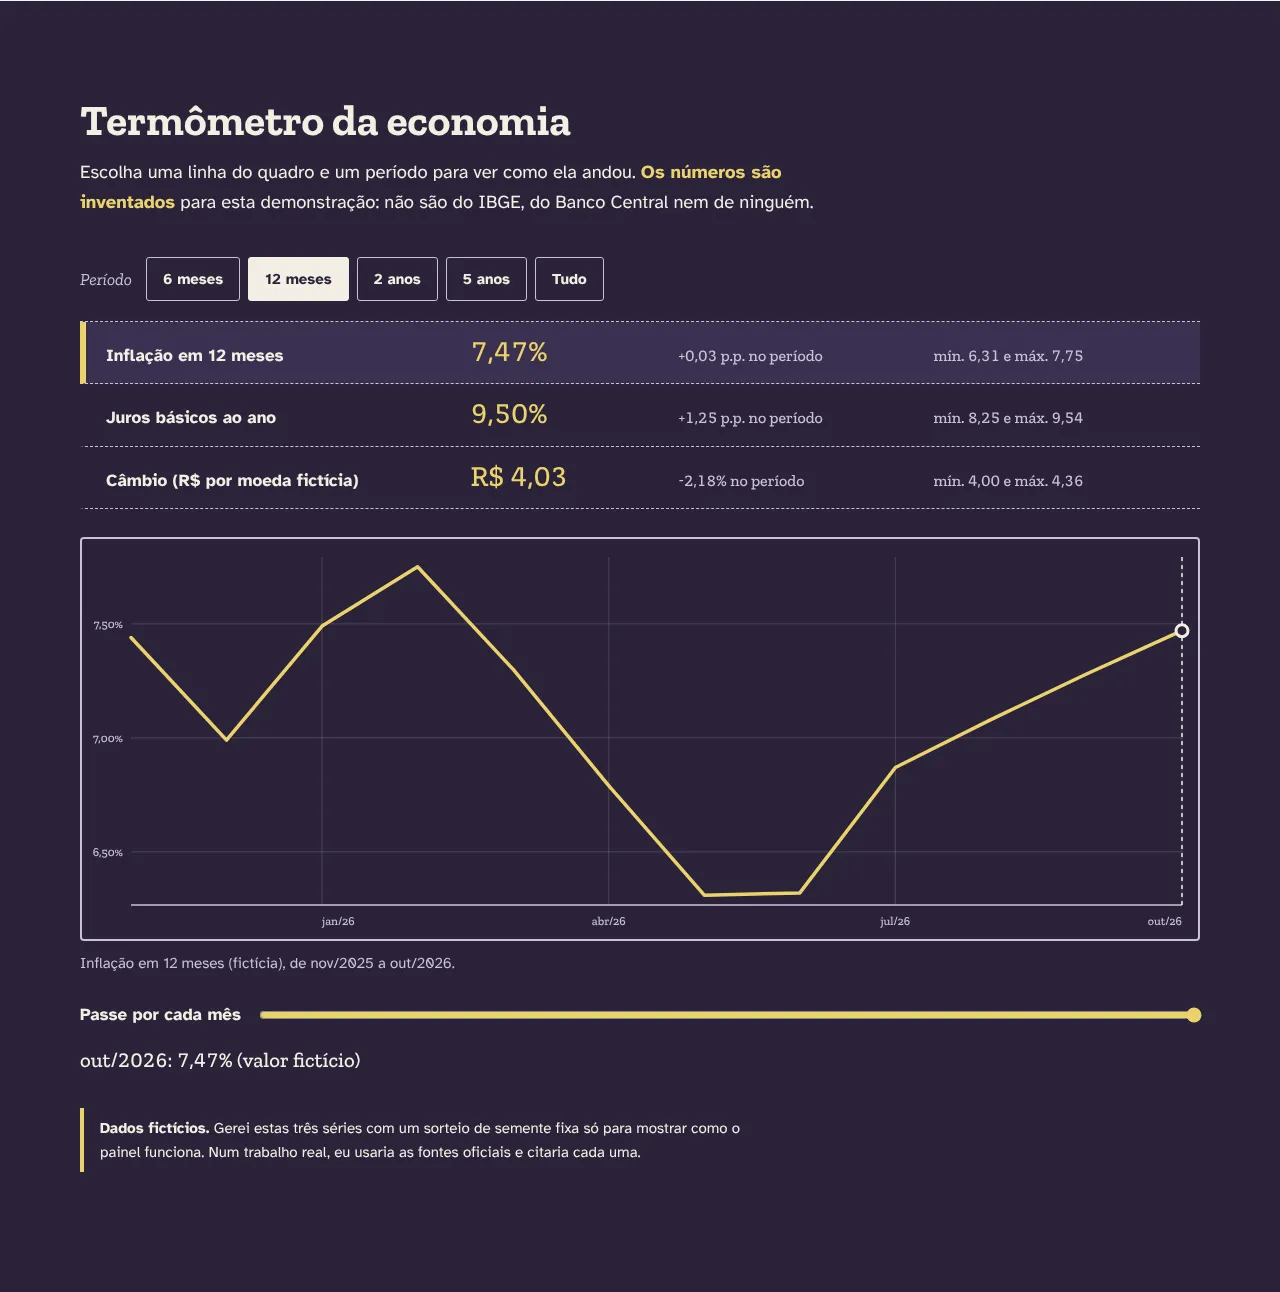 Termômetro da economia
Escolha uma linha do quadro e um período para ver como ela andou. Os números são
inventados para esta demonstração: não são do IBGE, do Banco Central nem de ninguém.
Período 6 meses 12 meses 2 anos 5 anos Tudo
Inflação em 12 meses 7,47% +0,03 p.p. no período mín. 6,31 e máx. 7,75
Juros básicos ao ano 9,50% +1,25 p.p. no período mín. 8,25 e máx. 9,54
Câmbio (R$ por moeda fictícia) R$ 4,03 -2,18% no período mín. 4,00 e máx. 4,36
7,50%
7,00%
6,50%
jan/26 abr/26 jul/26 out/26
Inflação em 12 meses (fictícia), de nov/2025 a out/2026.
Passe por cada mês
out/2026: 7,47% (valor fictício)
Dados fictícios. Gerei estas três séries com um sorteio de semente fixa só para mostrar como o
painel funciona. Num trabalho real, eu usaria as fontes oficiais e citaria cada uma.